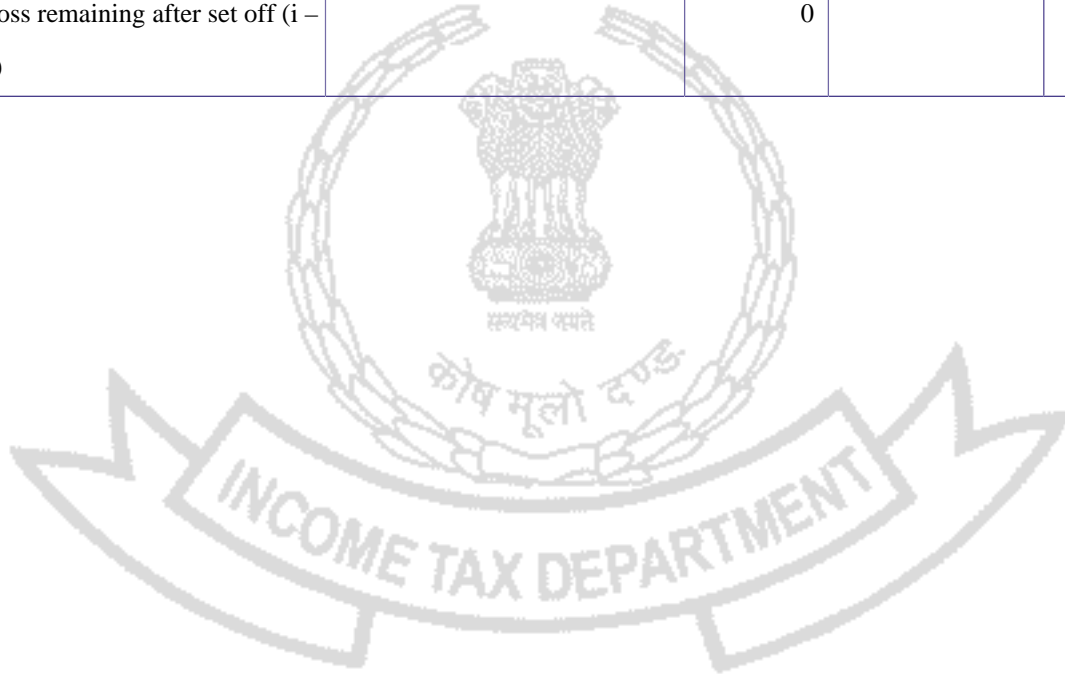 oss remaining after set off (i – 0
)
सत्यमेव जयते
कोष मूलो दण्ड
INCOME TAX DEPARTMENT